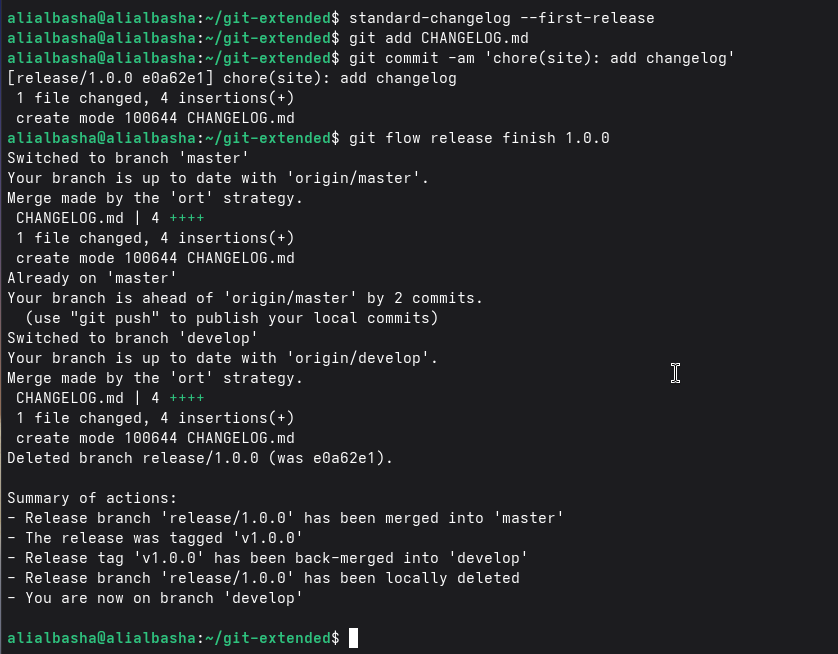 alialbasha@alialbasha:~/git-extended$ standard-changelog --first-release
alialbasha@alialbasha:~/git-extended$ git add CHANGELOG.md
alialbasha@alialbasha:~/git-extended$ git commit -am 'chore(site): add changelog'
[release/1.0.0 e0a62e1] chore(site): add changelog
 1 file changed, 4 insertions(+)
 create mode 100644 CHANGELOG.md
alialbasha@alialbasha:~/git-extended$ git flow release finish 1.0.0
Switched to branch 'master'
Your branch is up to date with 'origin/master'.
Merge made by the 'ort' strategy.
 CHANGELOG.md | 4 ++++
 1 file changed, 4 insertions(+)
 create mode 100644 CHANGELOG.md
Already on 'master'
Your branch is ahead of 'origin/master' by 2 commits.
  (use "git push" to publish your local commits)
Switched to branch 'develop'
Your branch is up to date with 'origin/develop'.
Merge made by the 'ort' strategy.
 CHANGELOG.md | 4 ++++
 1 file changed, 4 insertions(+)
 create mode 100644 CHANGELOG.md
Deleted branch release/1.0.0 (was e0a62e1).

Summary of actions:
- Release branch 'release/1.0.0' has been merged into 'master'
- The release was tagged 'v1.0.0'
- Release tag 'v1.0.0' has been back-merged into 'develop'
- Release branch 'release/1.0.0' has been locally deleted
- You are now on branch 'develop'

alialbasha@alialbasha:~/git-extended$